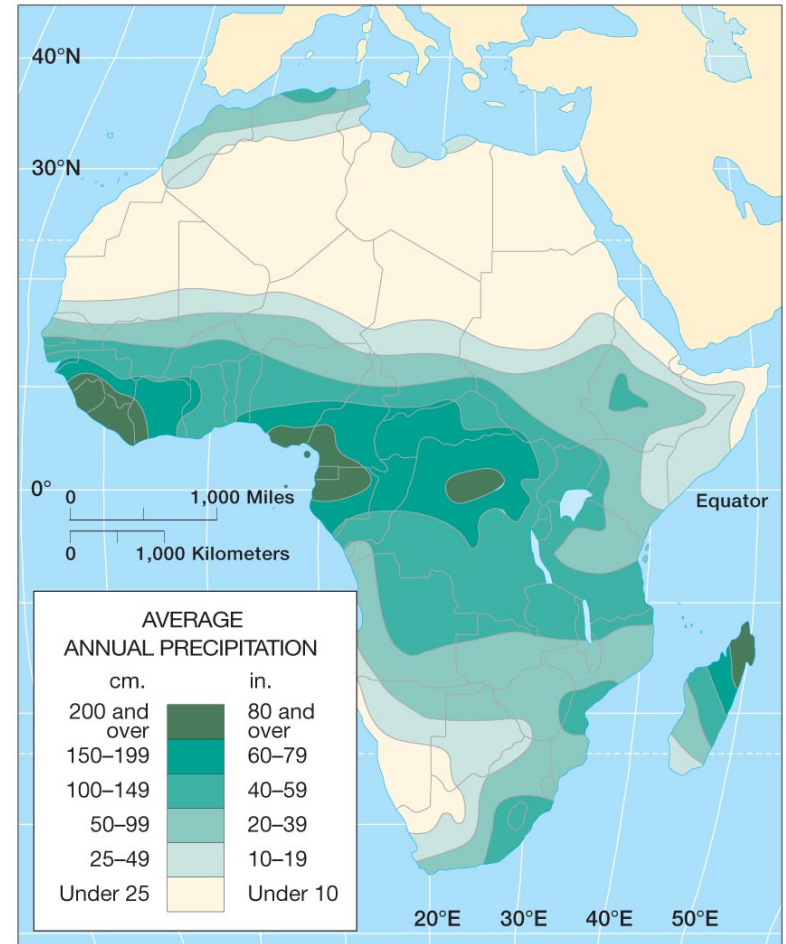 40°N
30°N
0°
0 1,000 Miles
0 1,000 Kilometers
Equator
AVERAGE
ANNUAL PRECIPITATION
cm. in.
200 and over 80 and over
150–199 60–79
100–149 40–59
50–99 20–39
25–49 10–19
Under 25 Under 10
20°E 30°E 40°E 50°E